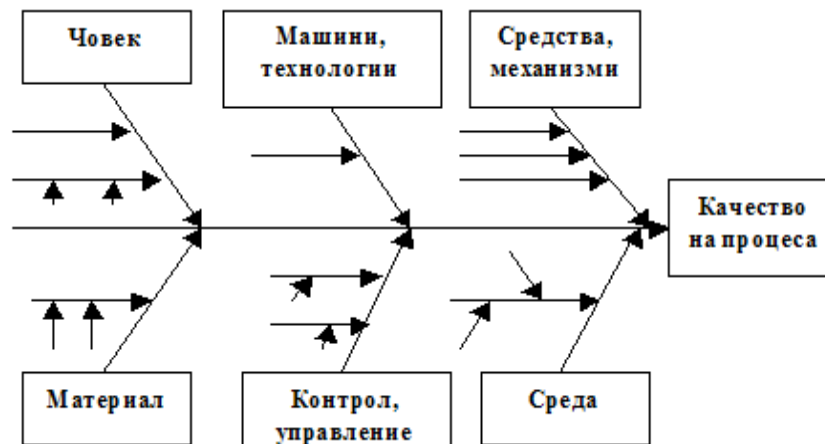 Човек
Машини,
технологии
Средства,
механизми
Качество
на процеса
Материал
Контрол,
управление
Среда